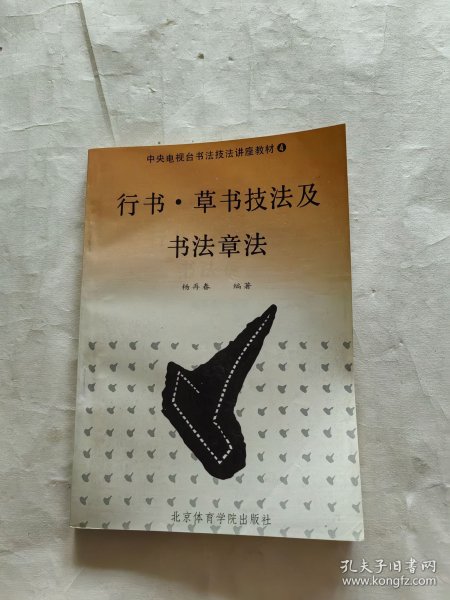 中央电视台书法技法讲座教材❹
行书·草书技法及
书法章法
杨再春 编著
北京体育学院出版社
孔夫子旧书网
www.kongfz.com